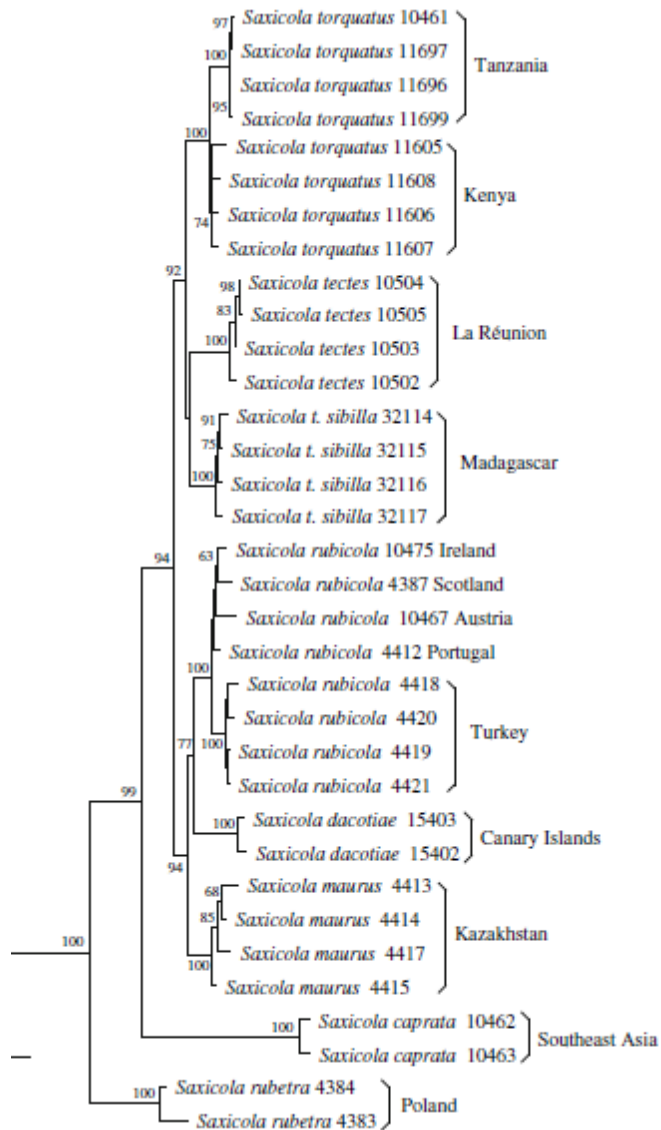 97
Saxicola torquatus 10461
Saxicola torquatus 11697
100
Tanzania
Saxicola torquatus 11696
95
Saxicola torquatus 11699
100
Saxicola torquatus 11605
Saxicola torquatus 11608
Kenya
Saxicola torquatus 11606
74
Saxicola torquatus 11607
92
98
Saxicola tectes 10504
83
Saxicola tectes 10505
La Réunion
100
Saxicola tectes 10503
Saxicola tectes 10502
91
Saxicola t. sibilla 32114
75
Saxicola t. sibilla 32115
Madagascar
100
Saxicola t. sibilla 32116
Saxicola t. sibilla 32117
94
63
Saxicola rubicola 10475 Ireland
Saxicola rubicola 4387 Scotland
Saxicola rubicola 10467 Austria
100
Saxicola rubicola 4412 Portugal
Saxicola rubicola 4418
Saxicola rubicola 4420
Turkey
77
100
Saxicola rubicola 4419
Saxicola rubicola 4421
99
100
Saxicola dacotiae 15403
Canary Islands
Saxicola dacotiae 15402
94
68
Saxicola maurus 4413
85
Saxicola maurus 4414
Kazakhstan
100
Saxicola maurus 4417
100
Saxicola maurus 4415
100
Saxicola caprata 10462
Southeast Asia
Saxicola caprata 10463
100
Saxicola rubetra 4384
Poland
Saxicola rubetra 4383